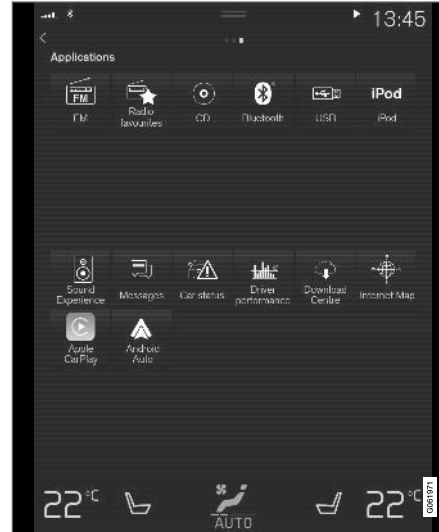 13:45
Applications
FM
FM
Radio
favourites
CD
Bluetooth
USB
iPod
iPod
Sound
Experience
Messages
Car status
Driver
performance
Download
Centre
Internet Map
Apple
CarPlay
Android
Auto
22°C
AUTO
22°C
G061971